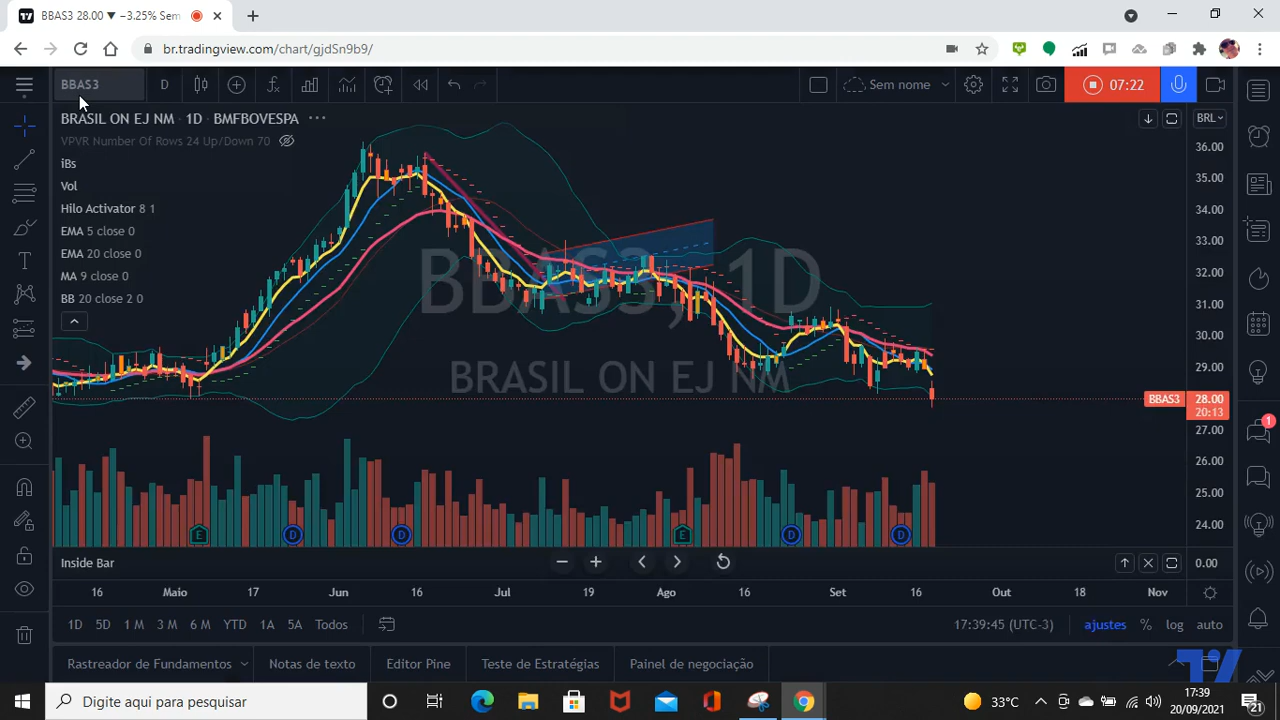 BBAS3 28.00 ▼ −3.25% Sem
br.tradingview.com/chart/gjdSn9b9/
BBAS3
D
Sem nome
07:22
BRASIL ON EJ NM · 1D · BMFBOVESPA
BRL
VPVR Number Of Rows 24 Up/Down 70
iBs
Vol
Hilo Activator 8 1
EMA 5 close 0
EMA 20 close 0
MA 9 close 0
BB 20 close 2 0
BBAS3, 1D
BRASIL ON EJ NM
36.00
35.00
34.00
33.00
32.00
31.00
30.00
29.00
BBAS3 28.00
20:13
27.00
26.00
25.00
24.00
1
E D D E D D
Inside Bar
0.00
16 Maio 17 Jun 16 Jul 19 Ago 16 Set 16 Out 18 Nov
1D 5D 1 M 3 M 6 M YTD 1A 5A Todos
17:39:45 (UTC-3)
ajustes % log auto
Rastreador de Fundamentos
Notas de texto
Editor Pine
Teste de Estratégias
Painel de negociação
Digite aqui para pesquisar
33°C
17:39
20/09/2021
21